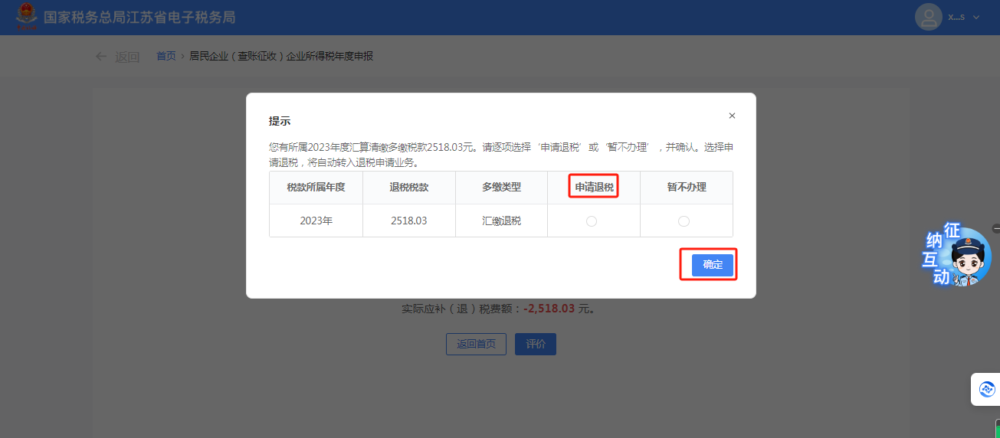 国家税务总局江苏省电子税务局
x...s
返回 首页 › 居民企业（查账征收）企业所得税年度申报
提示
×
您有所属2023年度汇算清缴多缴税款2518.03元。请逐项选择‘申请退税’或‘暂不办理’，并确认。选择申
请退税，将自动转入退税申请业务。
税款所属年度 退税税款 多缴类型 申请退税 暂不办理
2023年 2518.03 汇缴退税
确定
征纳互动
实际应补（退）税费额：-2,518.03 元。
返回首页 评价